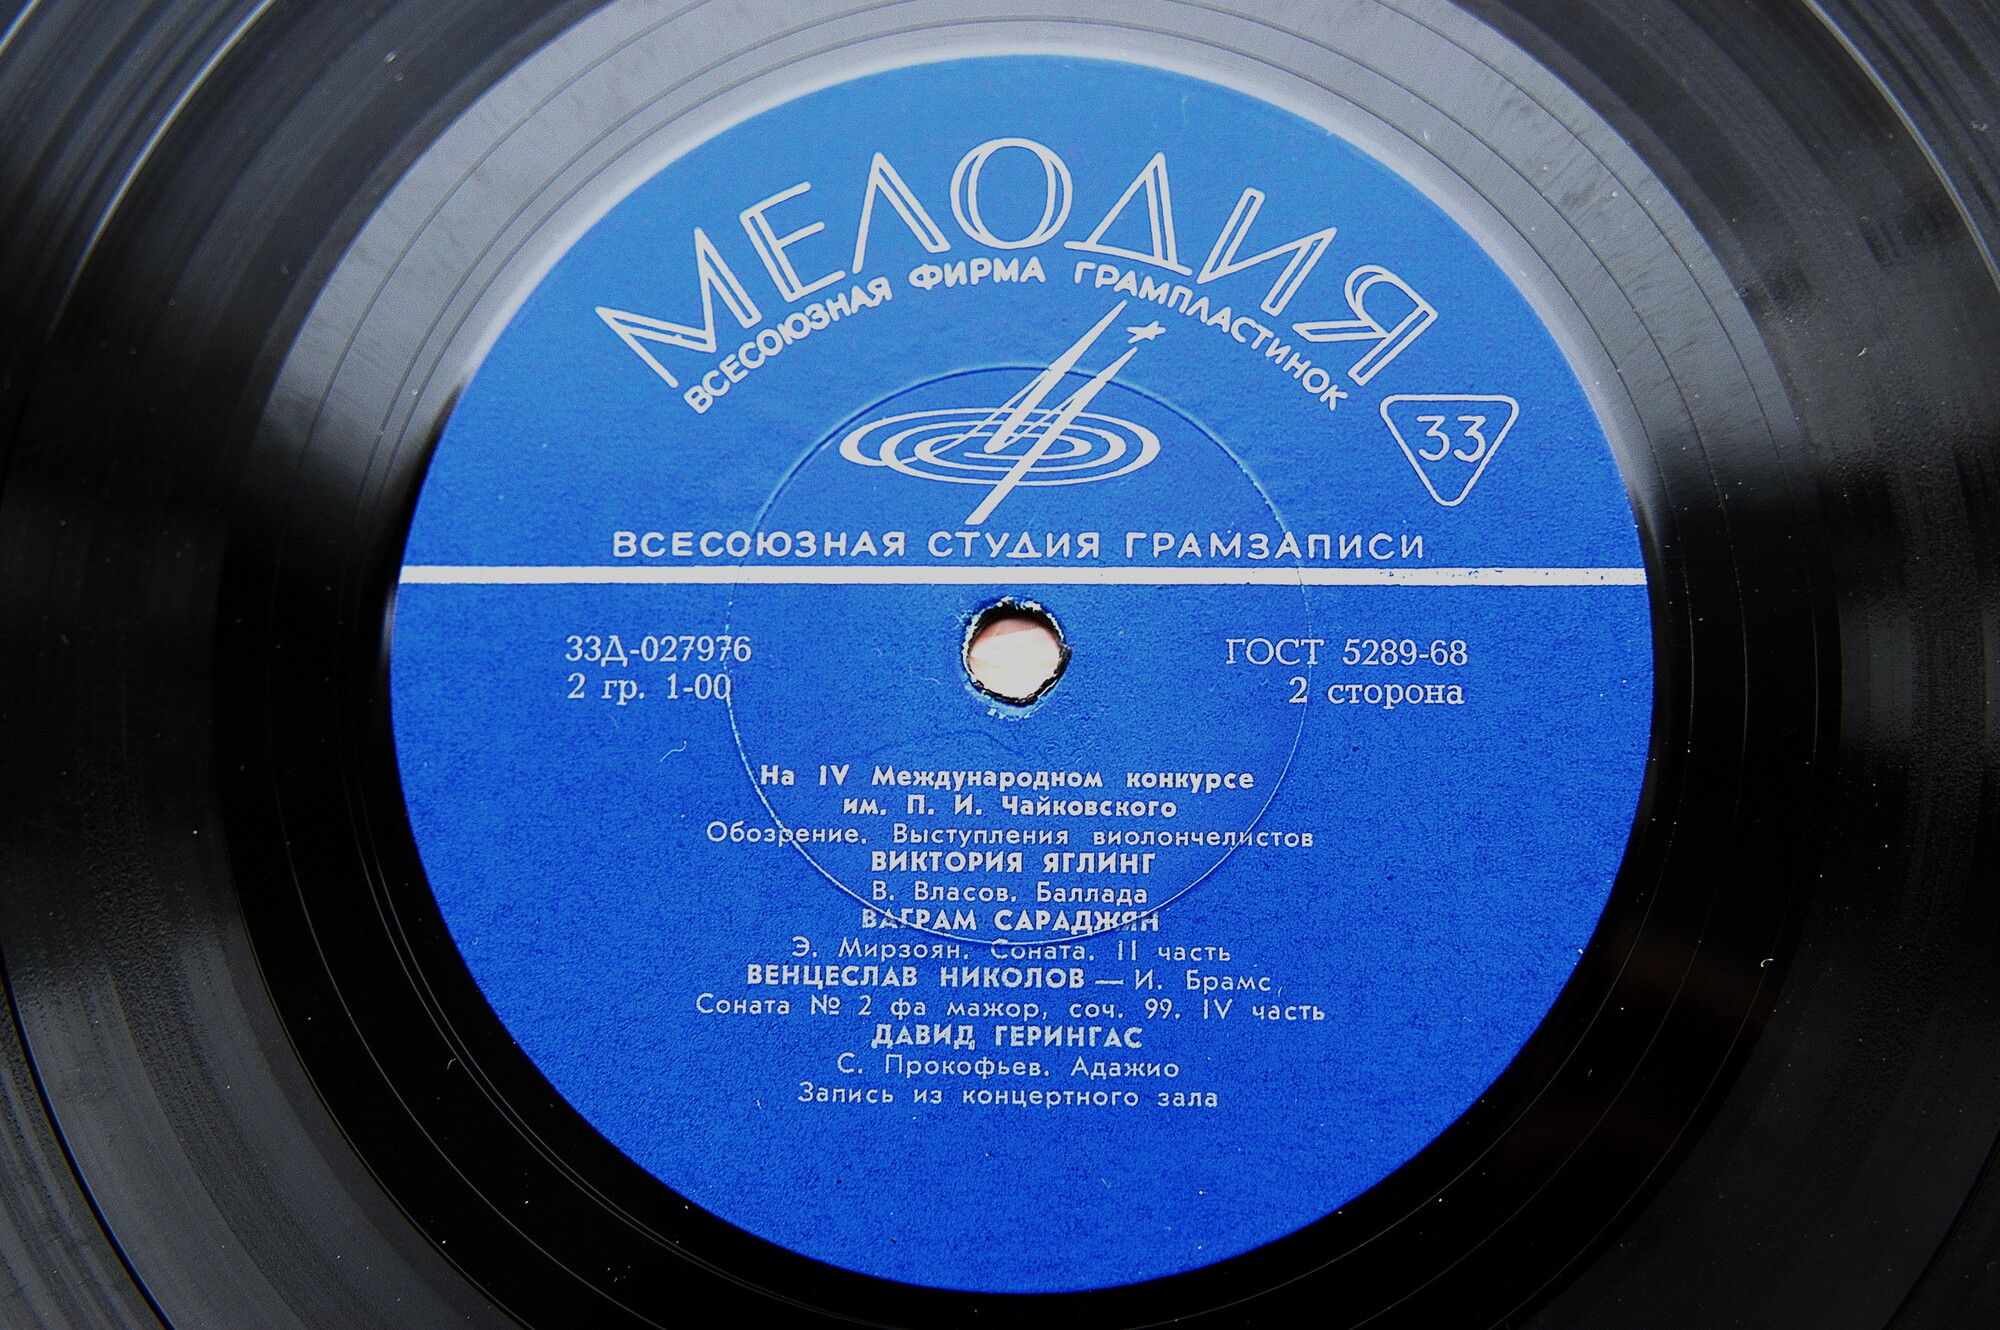 МЕЛОДИЯ
ВСЕСОЮЗНАЯ ФИРМА ГРАМПЛАСТИНОК
33
ВСЕСОЮЗНАЯ СТУДИЯ ГРАМЗАПИСИ
33Д-027976
2 гр. 1-00
ГОСТ 5289-68
2 сторона
На IV Международном конкурсе
им. П. И. Чайковского
Обозрение. Выступления виолончелистов
ВИКТОРИЯ ЯГЛИНГ
В. Власов. Баллада
ВАГРАМ САРАДЖЯН
Э. Мирзоян. Соната. II часть
ВЕНЦЕСЛАВ НИКОЛОВ — И. Брамс,
Соната № 2 фа мажор, соч. 99. IV часть
ДАВИД ГЕРИНГАС
С. Прокофьев. Адажио
Запись из концертного зала